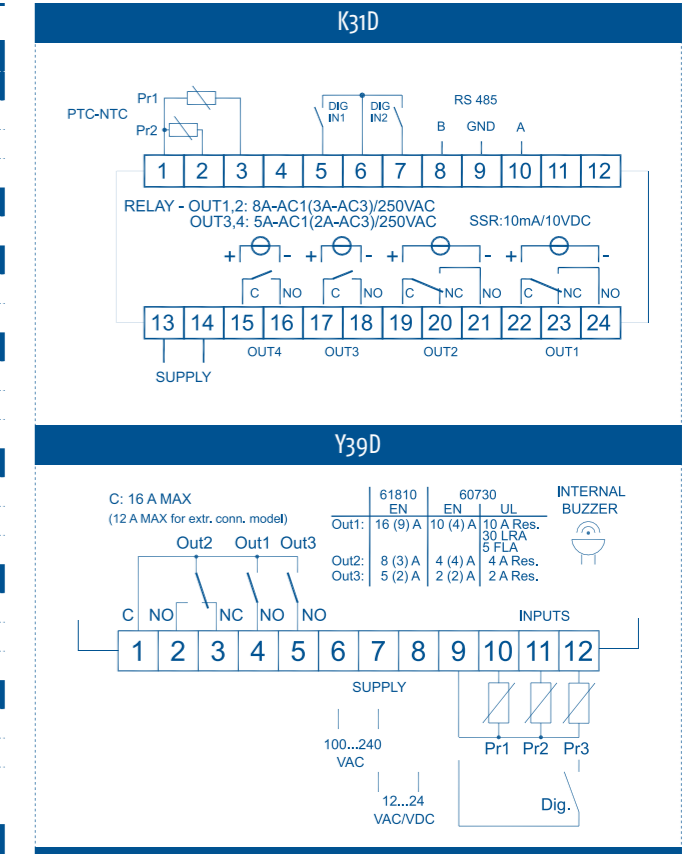 K31D
Pr1
PTC-NTC
Pr2
DIG IN1
DIG IN2
RS 485
B GND A
1 2 3 4 5 6 7 8 9 10 11 12
RELAY - OUT1,2: 8A-AC1(3A-AC3)/250VAC
OUT3,4: 5A-AC1(2A-AC3)/250VAC
SSR:10mA/10VDC
+ - + - + - + -
C NO C NO C NC NO C NC NO
13 14 15 16 17 18 19 20 21 22 23 24
OUT4 OUT3 OUT2 OUT1
SUPPLY
Y39D
C: 16 A MAX
(12 A MAX for extr. conn. model)
61810 60730
EN EN UL
Out1: 16 (9) A 10 (4) A 10 A Res.
30 LRA
5 FLA
Out2: 8 (3) A 4 (4) A 4 A Res.
Out3: 5 (2) A 2 (2) A 2 A Res.
INTERNAL
BUZZER
Out2 Out1 Out3
C NO NC NO NO
INPUTS
1 2 3 4 5 6 7 8 9 10 11 12
SUPPLY
100...240
VAC
12...24
VAC/VDC
Pr1 Pr2 Pr3
Dig.